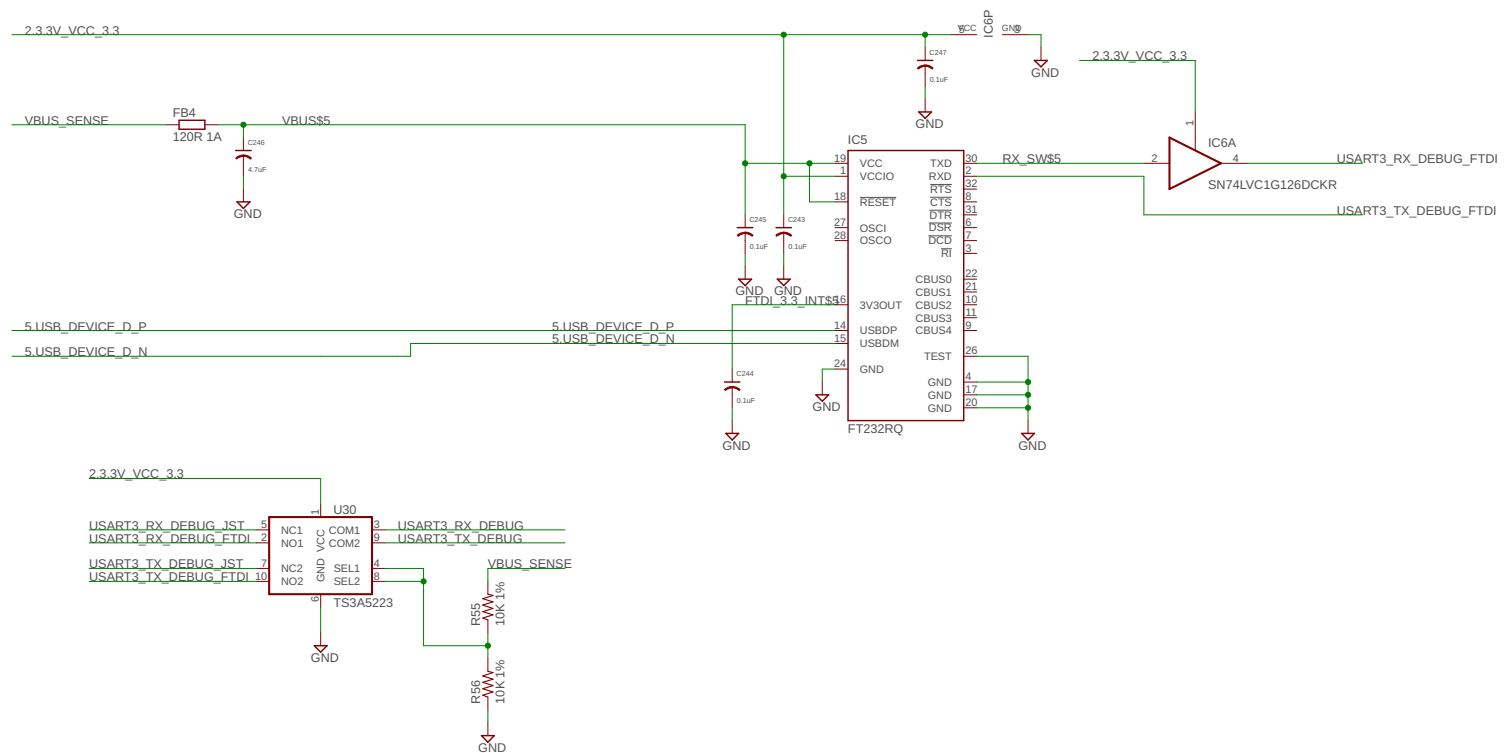 2.3.3V_VCC_3.3
VCC
5
IC6P
GND
3
GND
C247
0.1uF
GND
2.3.3V_VCC_3.3
VBUS_SENSE
FB4
120R 1A
VBUS$5
C246
4.7uF
GND
1
IC6A
2
4
SN74LVC1G126DCKR
USART3_RX_DEBUG_FTDI
USART3_TX_DEBUG_FTDI
RX_SW$5
IC5
19 VCC
1 VCCIO
18 RESET
27 OSCI
28 OSCO
16 3V3OUT
14 USBDP
15 USBDM
24 GND
TXD 30
RXD 2
RTS 32
CTS 8
DTR 31
DSR 6
DCD 7
RI 3
CBUS0 22
CBUS1 21
CBUS2 10
CBUS3 11
CBUS4 9
TEST 26
GND 4
GND 17
GND 20
FT232RQ
GND
GND
C245
0.1uF
GND
C243
0.1uF
GND
FTDI_3.3_INT$5
5.USB_DEVICE_D_P
5.USB_DEVICE_D_P
5.USB_DEVICE_D_N
5.USB_DEVICE_D_N
C244
0.1uF
GND
2.3.3V_VCC_3.3
U30
1
VCC
GND
6
USART3_RX_DEBUG_JST 5 NC1
USART3_RX_DEBUG_FTDI 2 NO1
USART3_TX_DEBUG_JST 7 NC2
USART3_TX_DEBUG_FTDI 10 NO2
COM1 3 USART3_RX_DEBUG
COM2 9 USART3_TX_DEBUG
SEL1 4
SEL2 8
TS3A5223
GND
VBUS_SENSE
R55
10K 1%
R56
10K 1%
GND